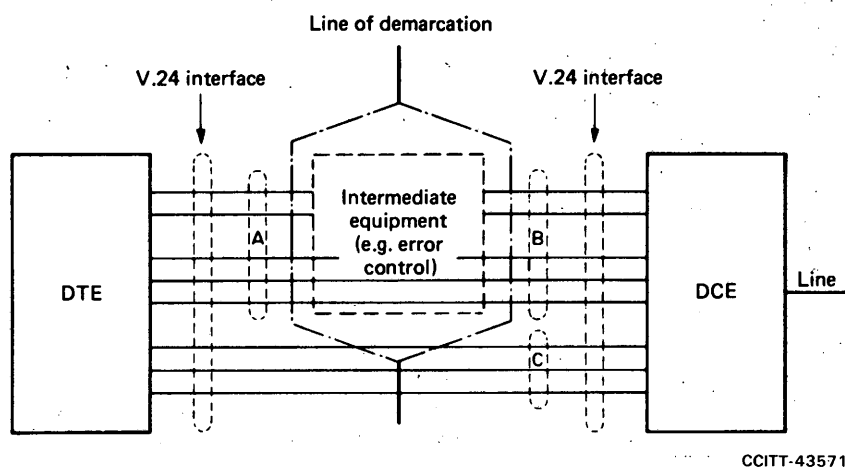 Line of demarcation
V.24 interface
V.24 interface
Intermediate
equipment
(e.g. error
control)
A
B
DTE
DCE
Line
C
CCITT-43571